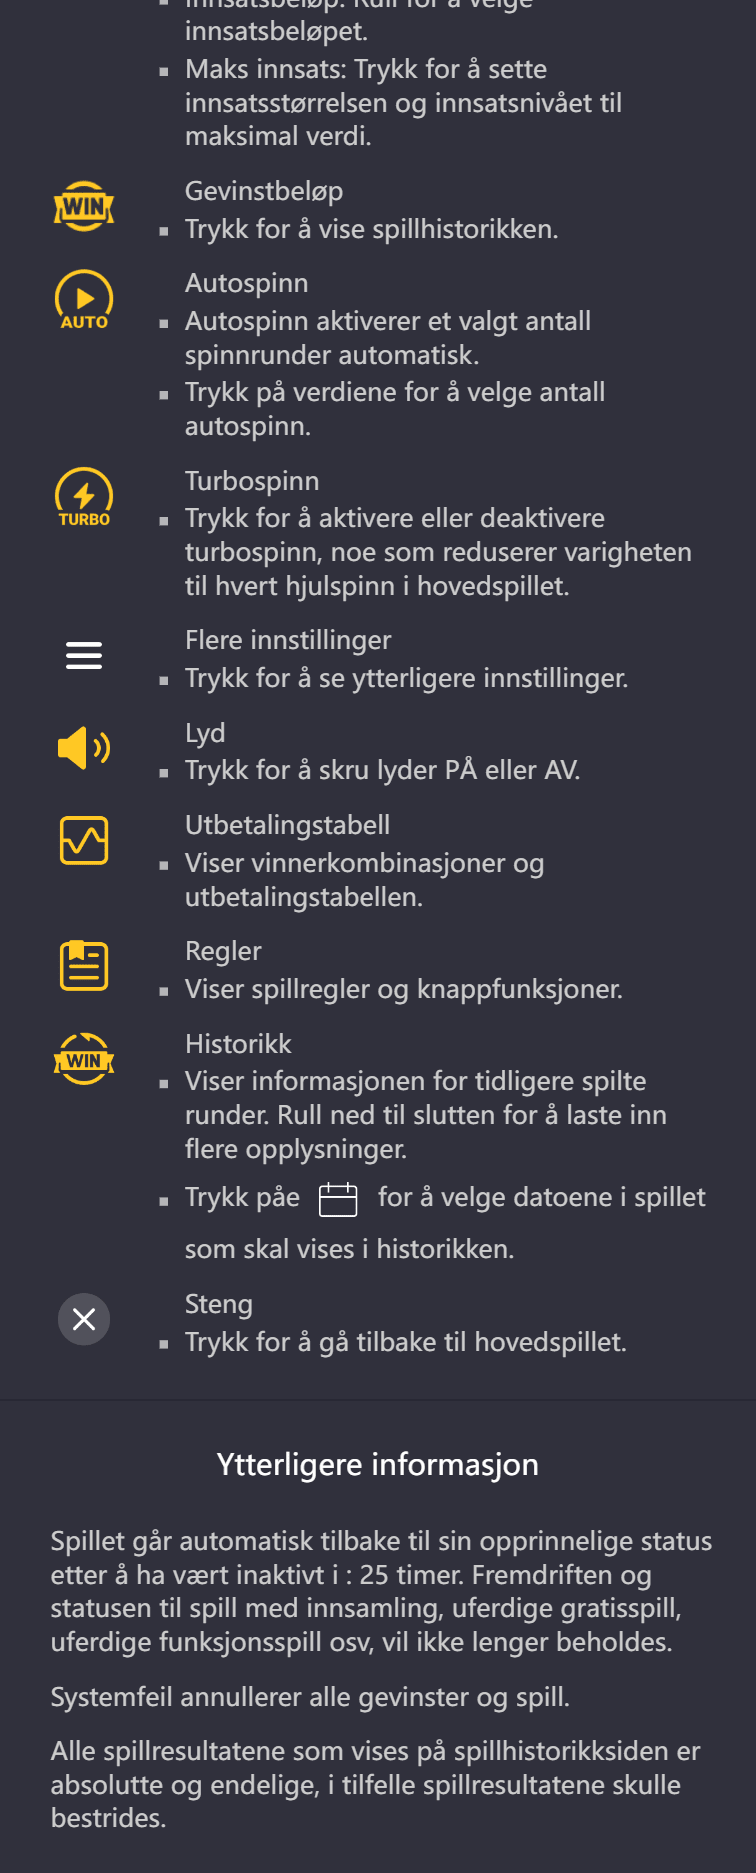 Innsatsbeløp: Rull for å velge
innsatsbeløpet.
Maks innsats: Trykk for å sette
innsatsstørrelsen og innsatsnivået til
maksimal verdi.
WIN
Gevinstbeløp
Trykk for å vise spillhistorikken.
AUTO
Autospinn
Autospinn aktiverer et valgt antall
spinnrunder automatisk.
Trykk på verdiene for å velge antall
autospinn.
TURBO
Turbospinn
Trykk for å aktivere eller deaktivere
turbospinn, noe som reduserer varigheten
til hvert hjulspinn i hovedspillet.
Flere innstillinger
Trykk for å se ytterligere innstillinger.
Lyd
Trykk for å skru lyder PÅ eller AV.
Utbetalingstabell
Viser vinnerkombinasjoner og
utbetalingstabellen.
Regler
Viser spillregler og knappfunksjoner.
WIN
Historikk
Viser informasjonen for tidligere spilte
runder. Rull ned til slutten for å laste inn
flere opplysninger.
Trykk påe for å velge datoene i spillet
som skal vises i historikken.
Steng
Trykk for å gå tilbake til hovedspillet.
Ytterligere informasjon
Spillet går automatisk tilbake til sin opprinnelige status
etter å ha vært inaktivt i : 25 timer. Fremdriften og
statusen til spill med innsamling, uferdige gratisspill,
uferdige funksjonsspill osv, vil ikke lenger beholdes.
Systemfeil annullerer alle gevinster og spill.
Alle spillresultatene som vises på spillhistorikksiden er
absolutte og endelige, i tilfelle spillresultatene skulle
bestrides.